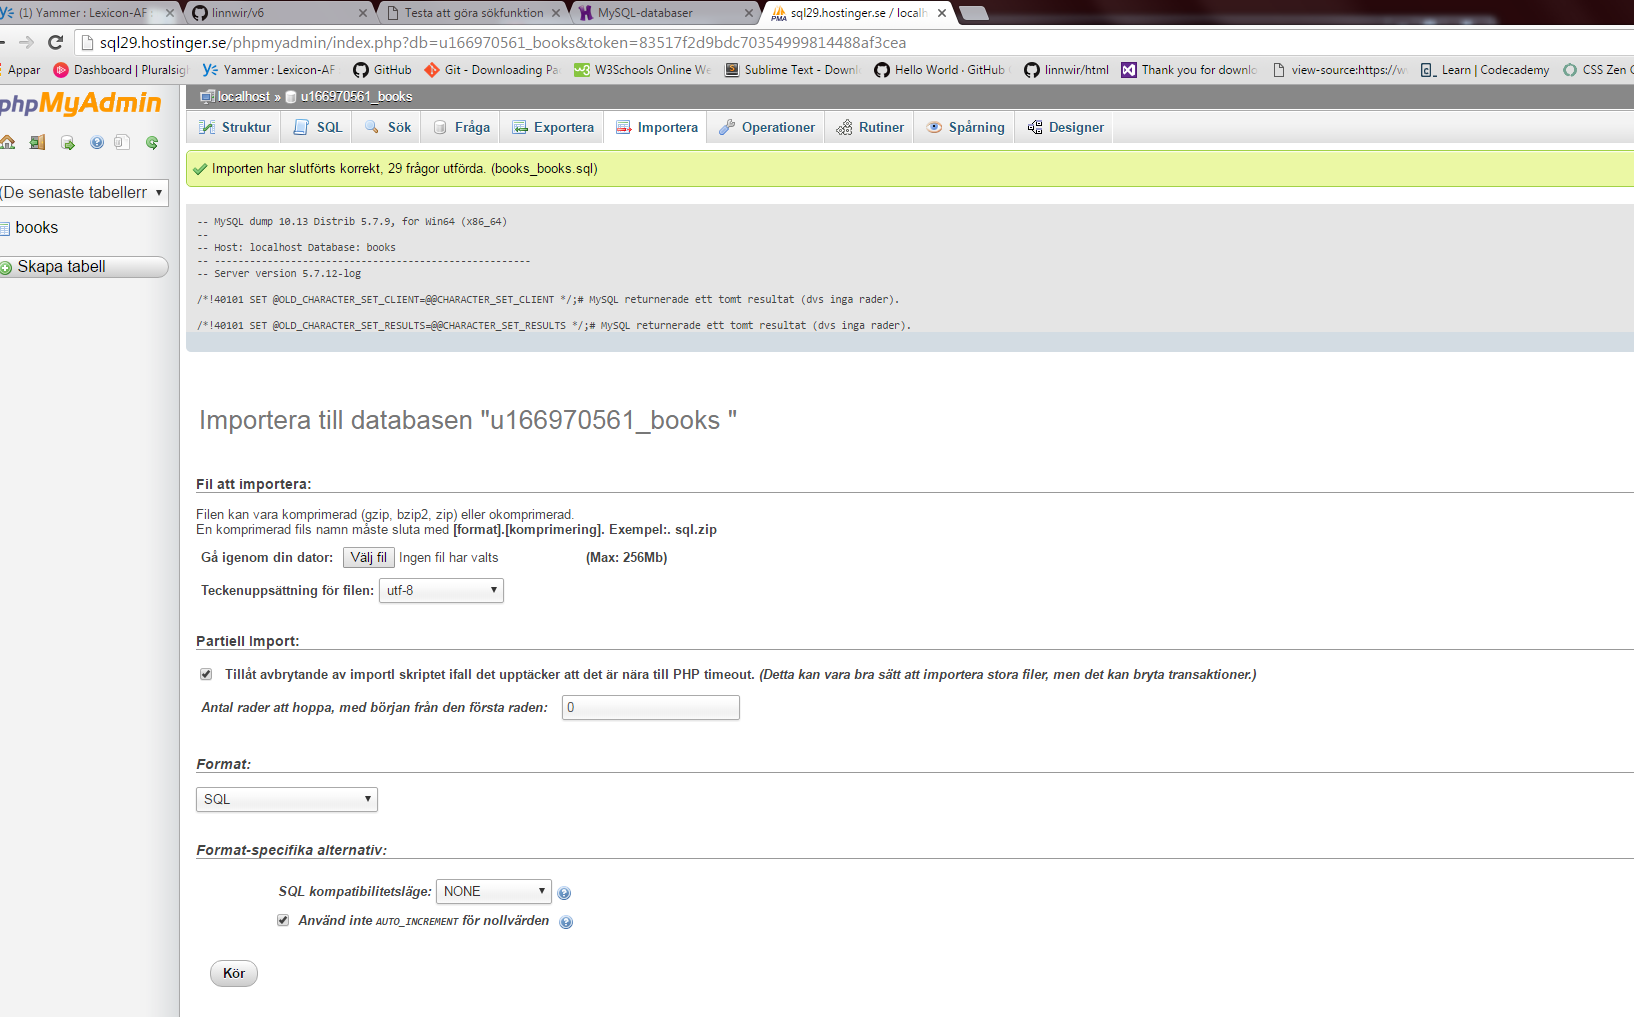 (1) Yammer : Lexicon-AF
linnwir/v6
Testa att göra sökfunktion
MySQL-databaser
sql29.hostinger.se / localh
sql29.hostinger.se/phpmyadmin/index.php?db=u166970561_books&token=83517f2d9bdc70354999814488af3cea
Appar
Dashboard | Pluralsigh
Yammer : Lexicon-AF
GitHub
Git - Downloading Pa
W3Schools Online We
Sublime Text - Downl
Hello World · GitHub
linnwir/html
Thank you for downlo
view-source:https://w
Learn | Codecademy
CSS Zen
phpMyAdmin
localhost » u166970561_books
Struktur
SQL
Sök
Fråga
Exportera
Importera
Operationer
Rutiner
Spårning
Designer
(De senaste tabellerr
books
Skapa tabell
Importen har slutförts korrekt, 29 frågor utförda. (books_books.sql)
-- MySQL dump 10.13 Distrib 5.7.9, for Win64 (x86_64)
--
-- Host: localhost Database: books
-- ------------------------------------------------------
-- Server version 5.7.12-log
/*!40101 SET @OLD_CHARACTER_SET_CLIENT=@@CHARACTER_SET_CLIENT */;# MySQL returnerade ett tomt resultat (dvs inga rader).
/*!40101 SET @OLD_CHARACTER_SET_RESULTS=@@CHARACTER_SET_RESULTS */;# MySQL returnerade ett tomt resultat (dvs inga rader).
Importera till databasen "u166970561_books "
Fil att importera:
Filen kan vara komprimerad (gzip, bzip2, zip) eller okomprimerad.
En komprimerad fils namn måste sluta med [format].[komprimering]. Exempel:. sql.zip
Gå igenom din dator: Välj fil Ingen fil har valts (Max: 256Mb)
Teckenuppsättning för filen: utf-8
Partiell Import:
Tillåt avbrytande av importl skriptet ifall det upptäcker att det är nära till PHP timeout. (Detta kan vara bra sätt att importera stora filer, men det kan bryta transaktioner.)
Antal rader att hoppa, med början från den första raden: 0
Format:
SQL
Format-specifika alternativ:
SQL kompatibilitetsläge: NONE
Använd inte AUTO_INCREMENT för nollvärden
Kör